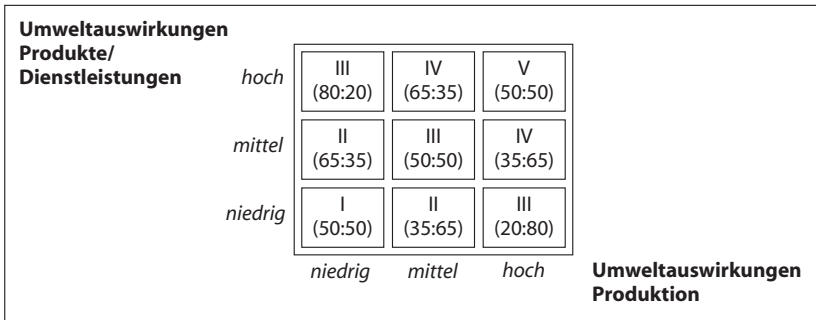 Umweltauswirkungen
Produkte/
Dienstleistungen
hoch
III
IV
V
(80:20)
(65:35)
(50:50)
mittel
II
III
IV
(65:35)
(50:50)
(35:65)
niedrig
I
II
III
(50:50)
(35:65)
(20:80)
niedrig
mittel
hoch
Umweltauswirkungen
Produktion